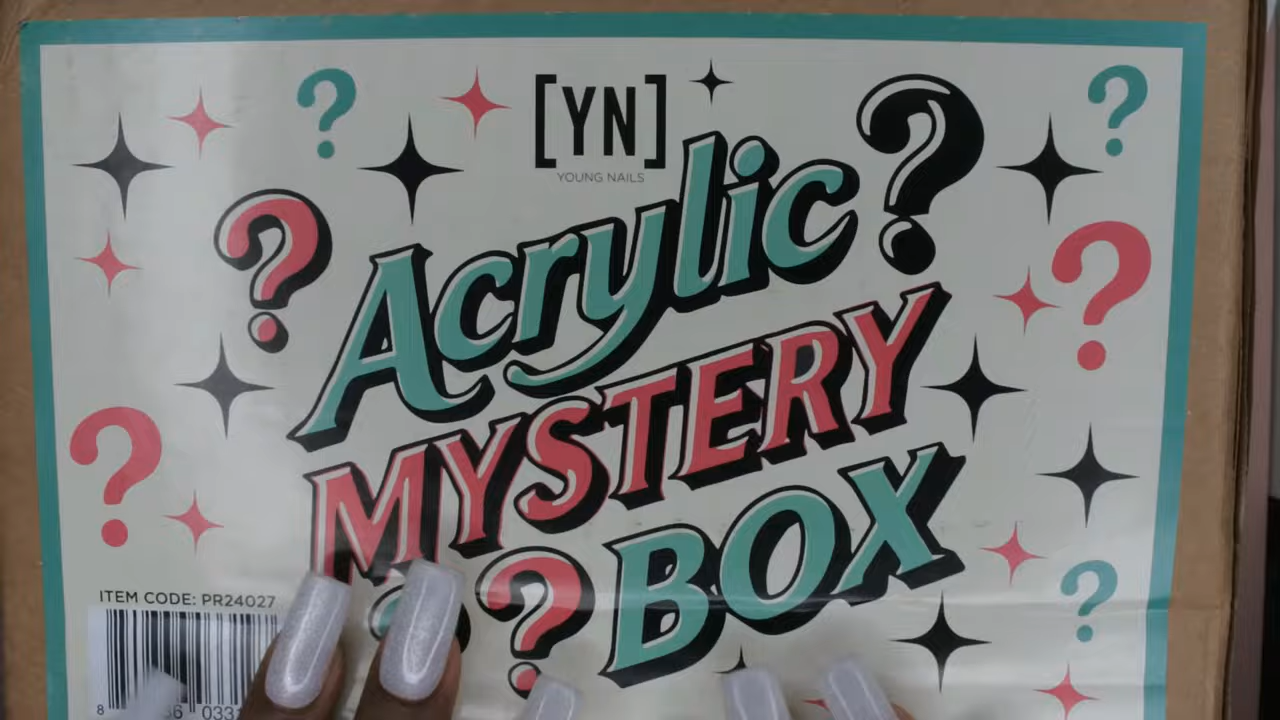 [YN]
YOUNG NAILS
Acrylic
MYSTERY
BOX
ITEM CODE: PR24027